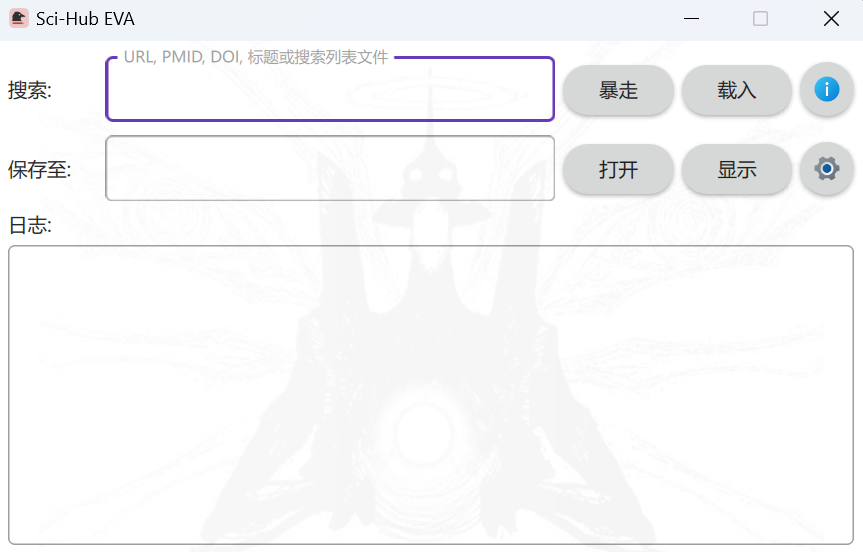 Sci-Hub EVA
URL, PMID, DOI, 标题或搜索列表文件
搜索:
暴走
载入
保存至:
打开
显示
日志: